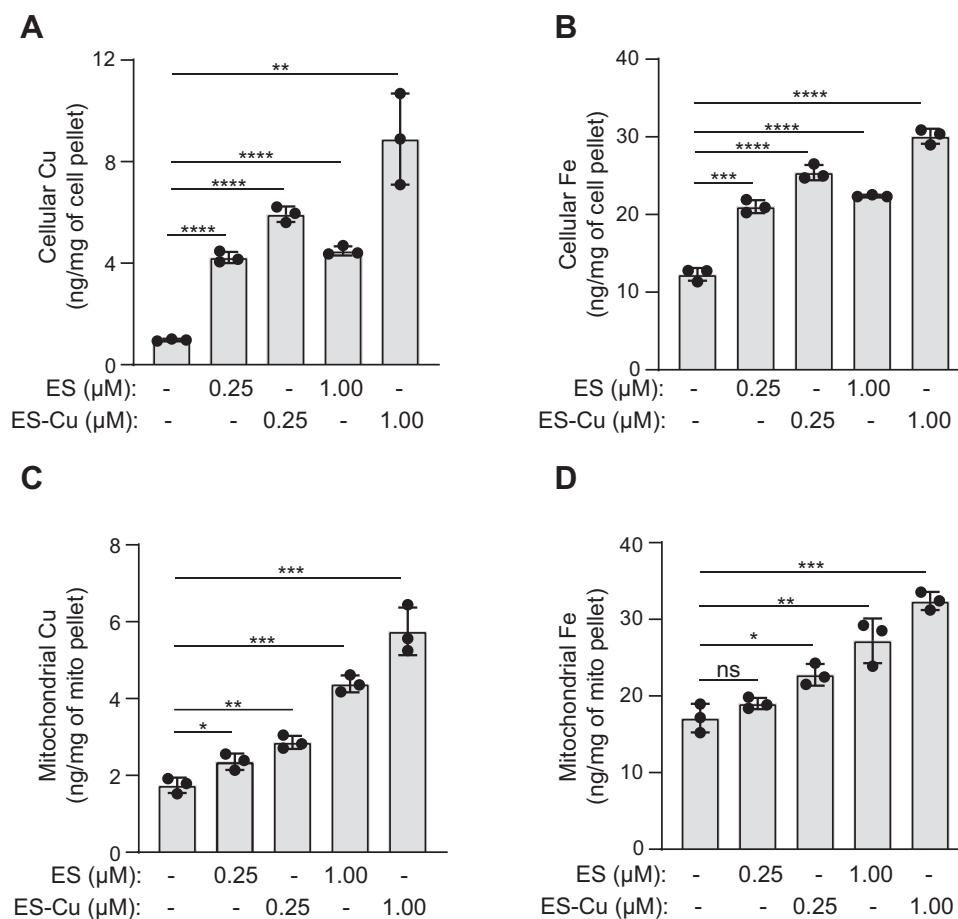 A
Cellular Cu
(ng/mg of cell pellet)
12
8
4
0
**
****
****
****
ES (µM): - 0.25 - 1.00 -
ES-Cu (µM): - - 0.25 - 1.00
B
Cellular Fe
(ng/mg of cell pellet)
40
30
20
10
0
****
****
****
***
ES (µM): - 0.25 - 1.00 -
ES-Cu (µM): - - 0.25 - 1.00
C
Mitochondrial Cu
(ng/mg of mito pellet)
8
6
4
2
0
***
***
**
*
ES (µM): - 0.25 - 1.00 -
ES-Cu (µM): - - 0.25 - 1.00
D
Mitochondrial Fe
(ng/mg of mito pellet)
40
30
20
10
0
***
**
*
ns
ES (µM): - 0.25 - 1.00 -
ES-Cu (µM): - - 0.25 - 1.00